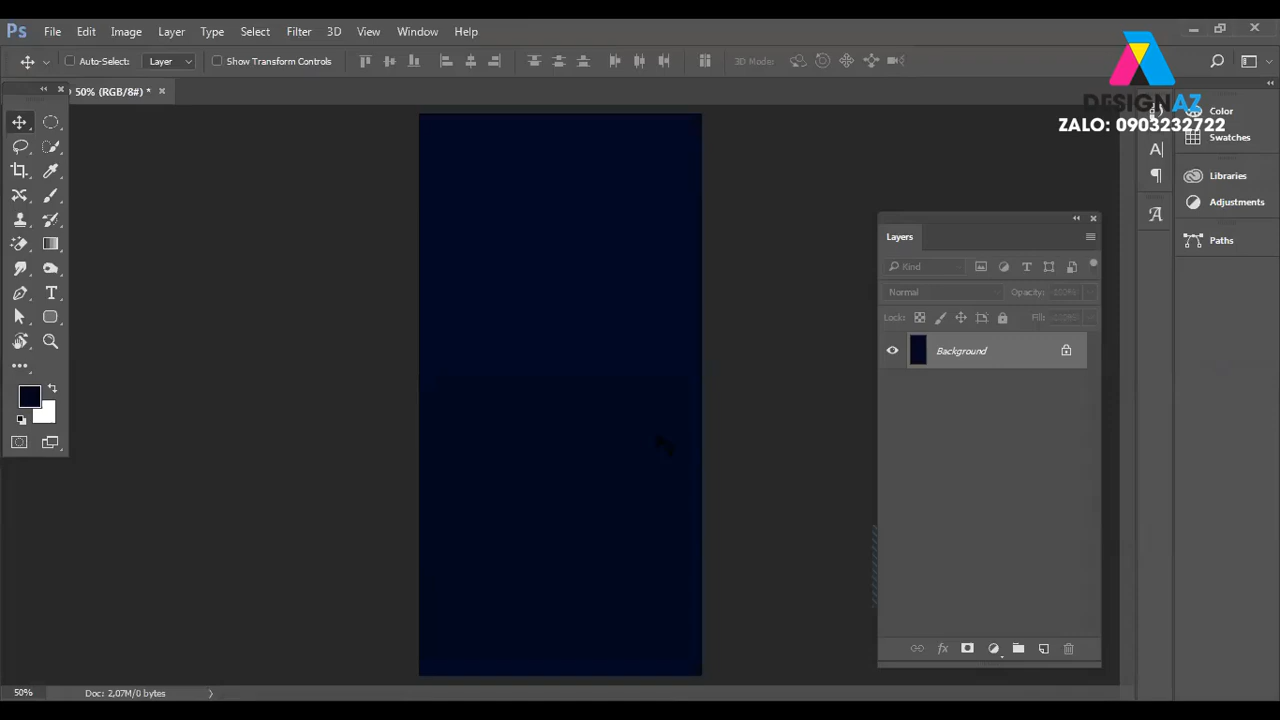 Ps File Edit Image Layer Type Select Filter 3D View Window Help
Auto-Select: Layer Show Transform Controls 3D Mode:
50% (RGB/8#) *
DESIGNAZ
ZALO: 0903232722
Color
Swatches
Libraries
Adjustments
Paths
Layers
Kind
Normal Opacity: 100%
Lock: Fill: 100%
Background
fx
50% Doc: 2,07M/0 bytes